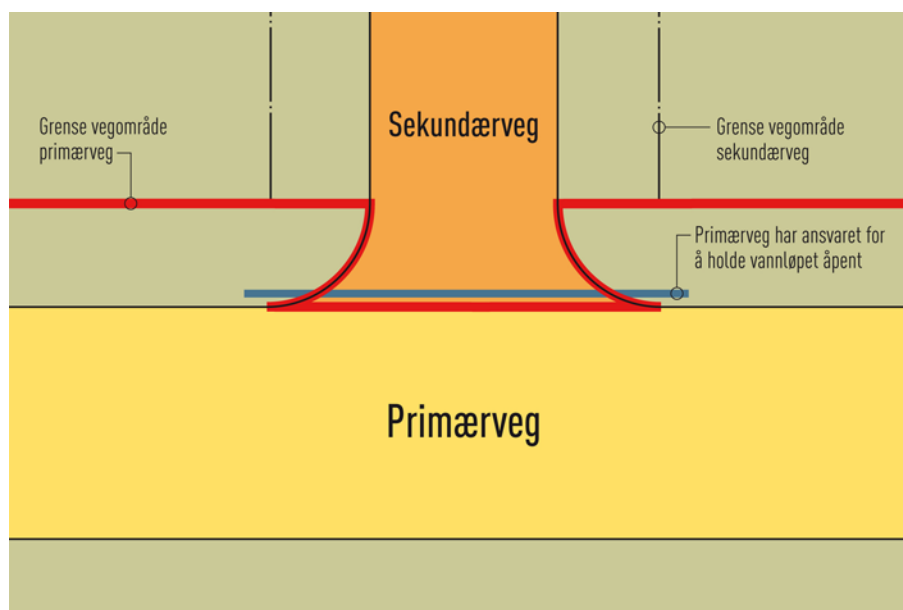 Sekundærveg
Grense vegområde
primærveg
Grense vegområde
sekundærveg
Primærveg har ansvaret for
å holde vannløpet åpent
Primærveg